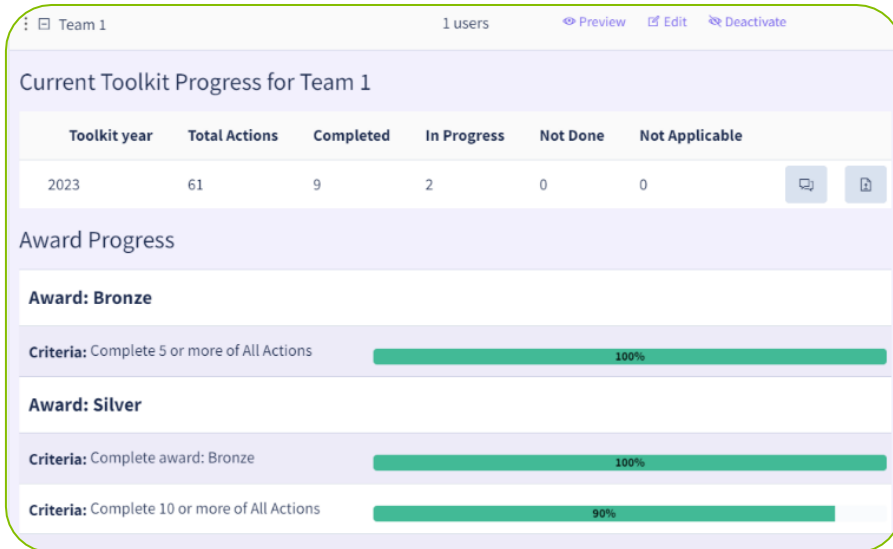 Team 1 1 users Preview Edit Deactivate
Current Toolkit Progress for Team 1
Toolkit year Total Actions Completed In Progress Not Done Not Applicable
2023 61 9 2 0 0
Award Progress
Award: Bronze
Criteria: Complete 5 or more of All Actions 100%
Award: Silver
Criteria: Complete award: Bronze 100%
Criteria: Complete 10 or more of All Actions 90%